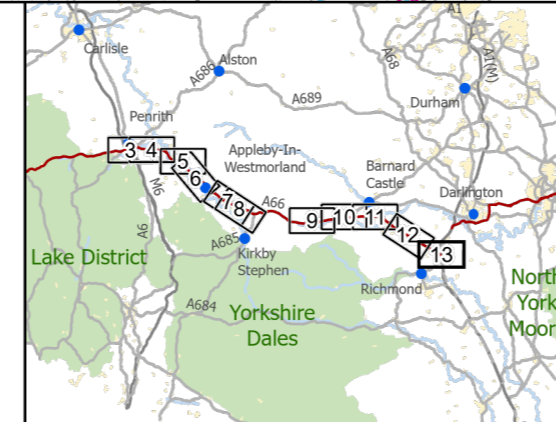 A1
Carlisle
A1(M)
A68
Alston
A686
A689
Durham
Penrith
Appleby-In-
Westmorland
Barnard
Castle
3
4
5
6
M6
A6
7
8
A66
9
10
11
12
13
Darlington
Lake District
A685
Kirkby
Stephen
Richmond
A684
Yorkshire
Dales
North
York
Moor